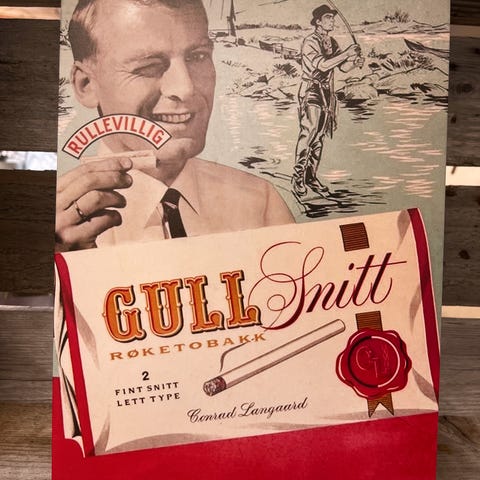 RULLEVILLIG
GULL Snitt
RØKETOBAKK
2
FINT SNITT
LETT TYPE
Conrad Langaard